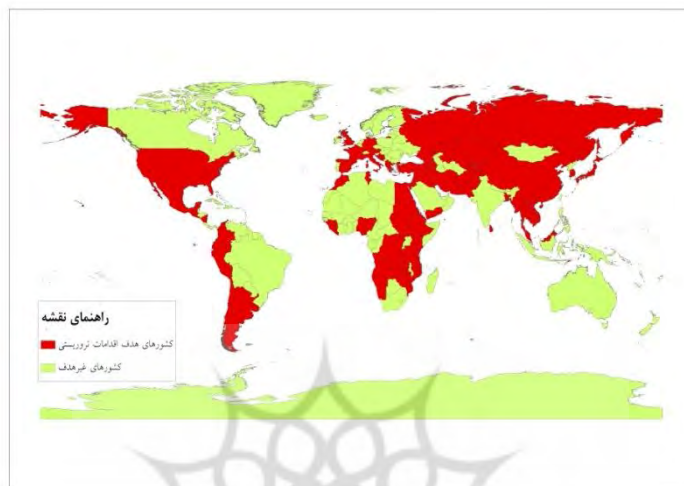 راهنمای نقشه
کشورهای هدف اقدامات تروریستی
کشورهای غیرهدف